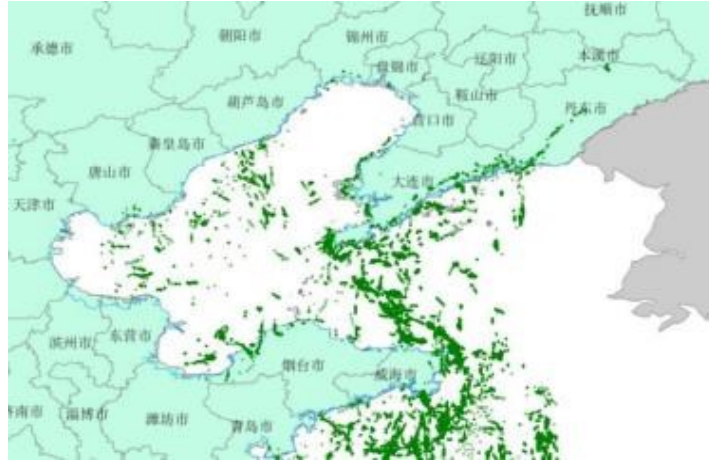 抚顺市
朝阳市
锦州市
承德市
本溪市
辽阳市
盘锦市
鞍山市
葫芦岛市
丹东市
营口市
秦皇岛市
唐山市
大连市
天津市
滨州市
东营市
烟台市
威海市
济南市
淄博市
潍坊市
青岛市